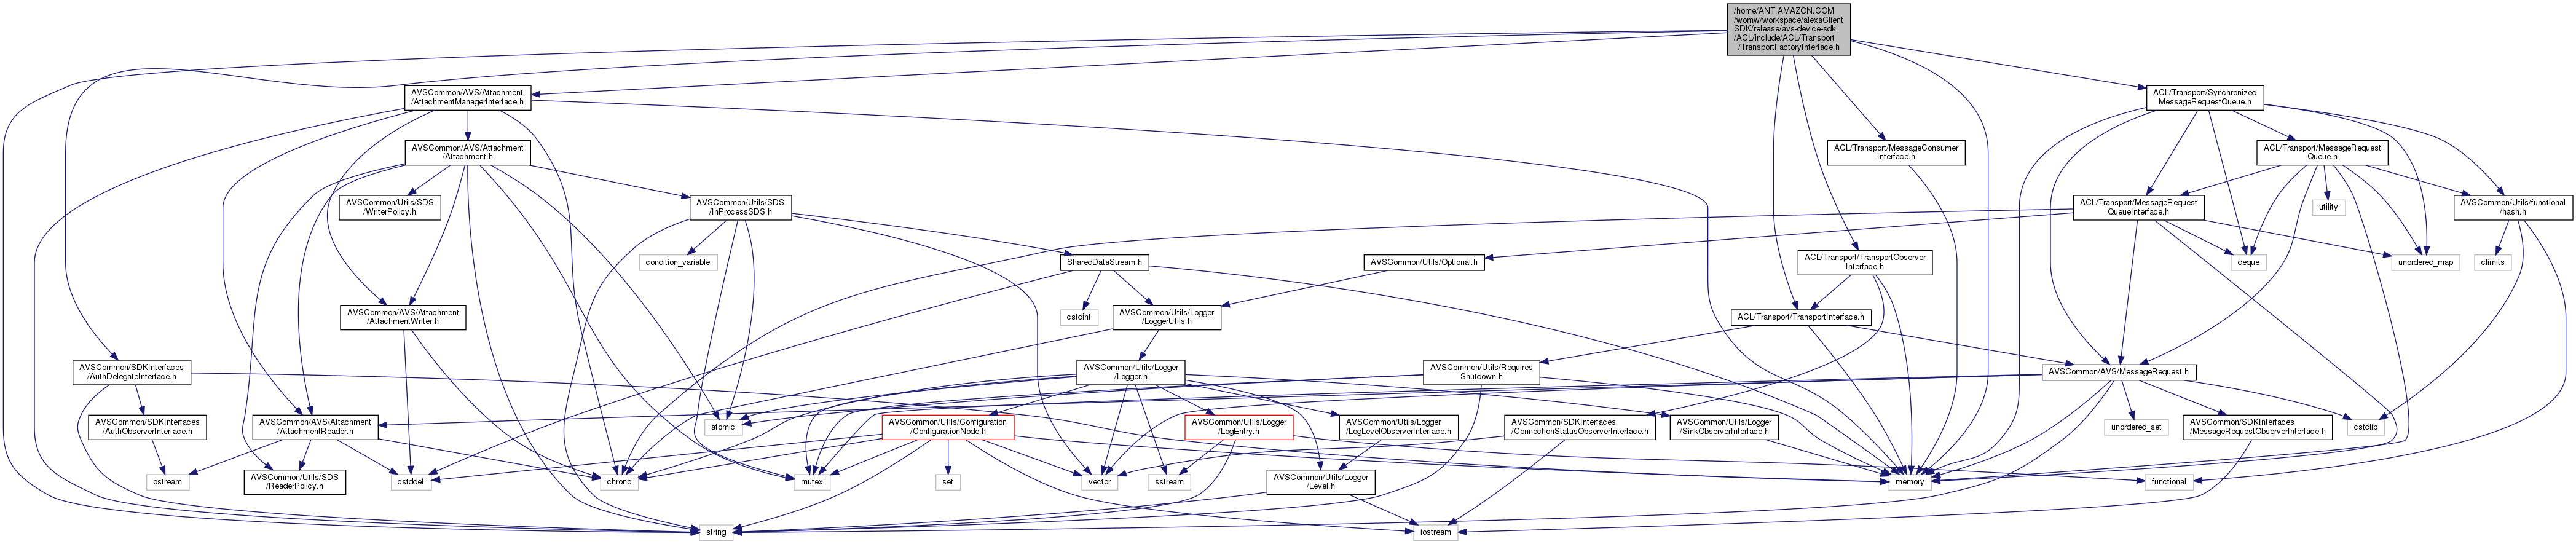 /home/ANT.AMAZON.COM
/womw/workspace/alexaClient
SDK/release/avs-device-sdk
/ACL/include/ACL/Transport
/TransportFactoryInterface.h
AVSCommon/AVS/Attachment
/AttachmentManagerInterface.h
ACL/Transport/Synchronized
MessageRequestQueue.h
AVSCommon/AVS/Attachment
/Attachment.h
ACL/Transport/MessageConsumer
Interface.h
ACL/Transport/MessageRequest
Queue.h
AVSCommon/Utils/SDS
/WriterPolicy.h
AVSCommon/Utils/SDS
/InProcessSDS.h
ACL/Transport/MessageRequest
QueueInterface.h
utility
AVSCommon/Utils/functional
/hash.h
condition_variable
SharedDataStream.h
AVSCommon/Utils/Optional.h
ACL/Transport/TransportObserver
Interface.h
deque
unordered_map
climits
AVSCommon/AVS/Attachment
/AttachmentWriter.h
cstdint
AVSCommon/Utils/Logger
/LoggerUtils.h
ACL/Transport/TransportInterface.h
AVSCommon/SDKInterfaces
/AuthDelegateInterface.h
AVSCommon/Utils/Logger
/Logger.h
AVSCommon/Utils/Requires
Shutdown.h
AVSCommon/AVS/MessageRequest.h
AVSCommon/SDKInterfaces
/AuthObserverInterface.h
AVSCommon/AVS/Attachment
/AttachmentReader.h
atomic
AVSCommon/Utils/Configuration
/ConfigurationNode.h
AVSCommon/Utils/Logger
/LogEntry.h
AVSCommon/Utils/Logger
/LogLevelObserverInterface.h
AVSCommon/SDKInterfaces
/ConnectionStatusObserverInterface.h
AVSCommon/Utils/Logger
/SinkObserverInterface.h
unordered_set
AVSCommon/SDKInterfaces
/MessageRequestObserverInterface.h
cstdlib
ostream
AVSCommon/Utils/SDS
/ReaderPolicy.h
cstddef
chrono
mutex
set
vector
sstream
AVSCommon/Utils/Logger
/Level.h
memory
functional
string
iostream